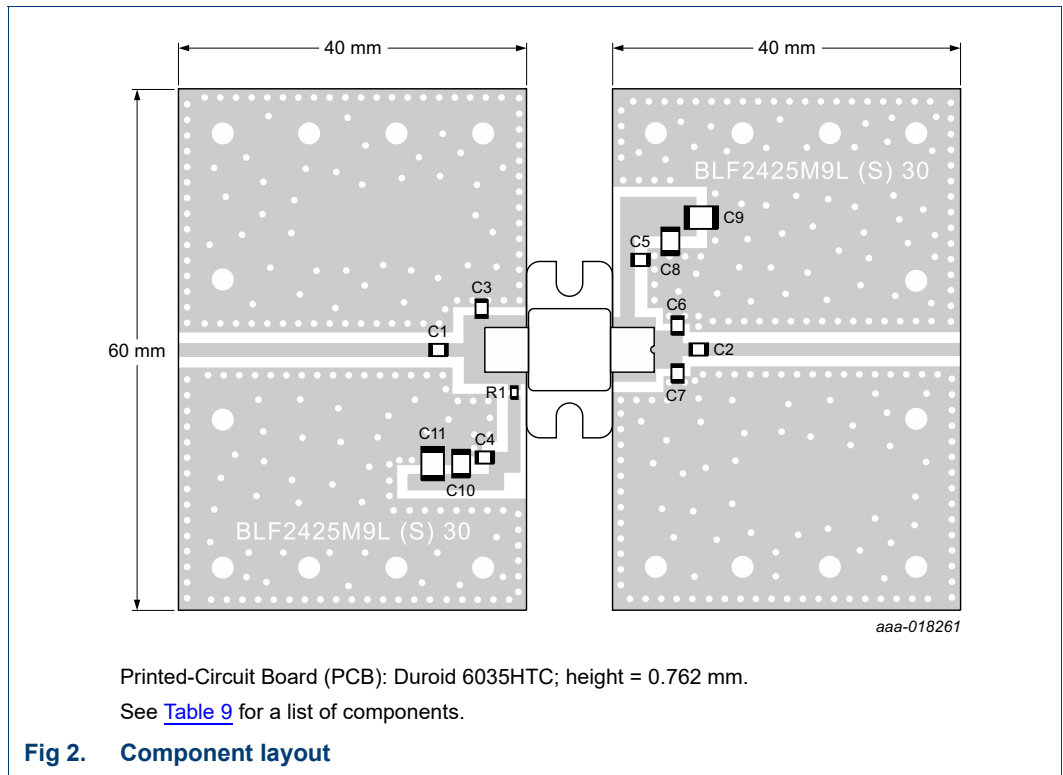 40 mm
40 mm
60 mm
BLF2425M9L (S) 30
C9
C5
C8
C3
C6
C1
C2
R1
C7
C11
C4
C10
BLF2425M9L (S) 30
aaa-018261
Printed-Circuit Board (PCB): Duroid 6035HTC; height = 0.762 mm.
See Table 9 for a list of components.
Fig 2. Component layout